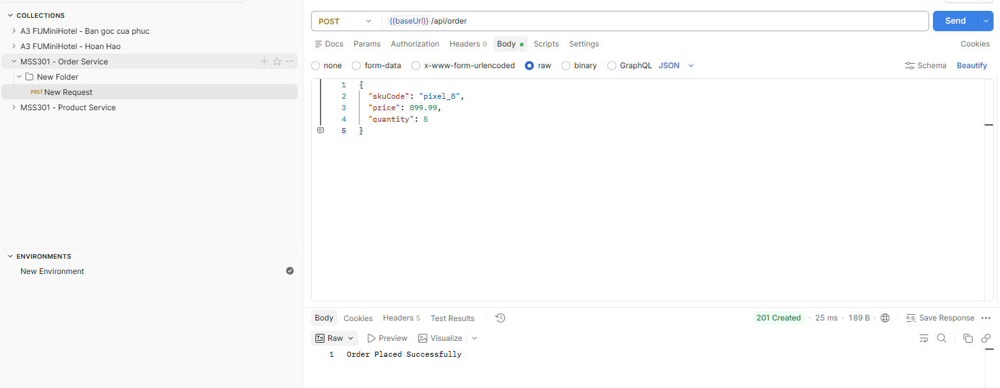 COLLECTIONS
A3 FUMiniHotel - Ban goc cua phuc
A3 FUMiniHotel - Hoan Hao
MSS301 - Order Service
New Folder
POST New Request
MSS301 - Product Service
ENVIRONMENTS
New Environment
POST {{baseUrl}} /api/order Send
Docs Params Authorization Headers 9 Body Scripts Settings Cookies
none form-data x-www-form-urlencoded raw binary GraphQL JSON Schema Beautify
1 {
2 "skuCode": "pixel_8",
3 "price": 899.99,
4 "quantity": 5
5 }
Body Cookies Headers 5 Test Results 201 Created 25 ms 189 B e.g. Save Response
Raw Preview Visualize
1 Order Placed Successfully